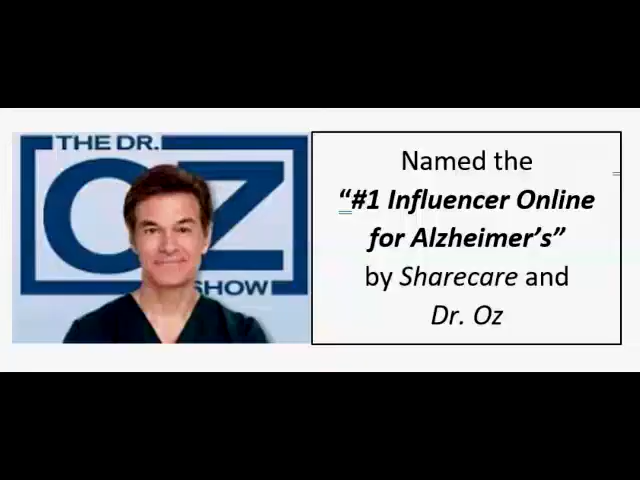 THE DR.
OZ
SHOW
Named the
“#1 Influencer Online
for Alzheimer’s”
by Sharecare and
Dr. Oz